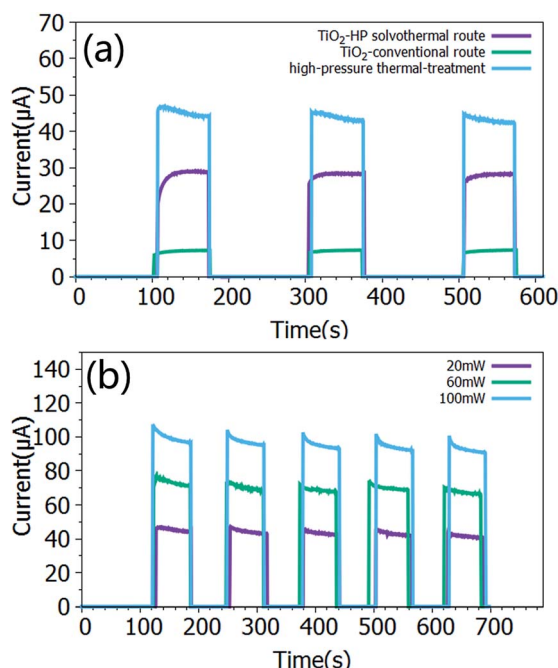 (a)
TiO2-HP solvothermal route
TiO2-conventional route
high-pressure thermal-treatment
Current(μA)
70
60
50
40
30
20
10
0
0 100 200 300 400 500 600
Time(s)
(b)
20mW
60mW
100mW
Current(μA)
140
120
100
80
60
40
20
0
0 100 200 300 400 500 600 700
Time(s)